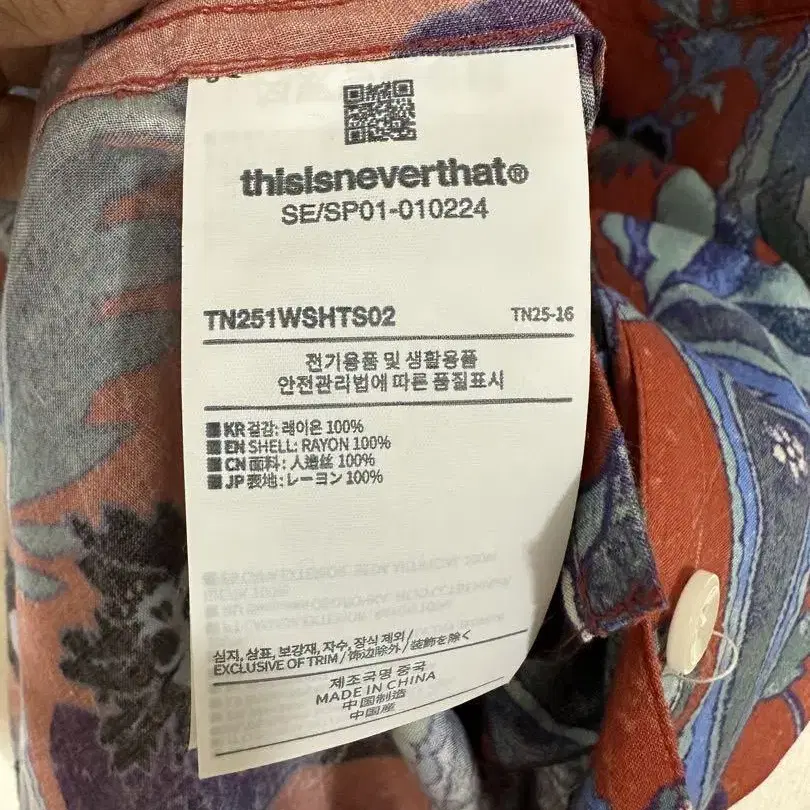 thisisneverthat®
SE/SP01-010224
TN251WSHTS02 TN25-16
전기용품 및 생활용품
안전관리법에 따른 품질표시
KR 겉감: 레이온 100%
EN SHELL: RAYON 100%
CN 面料: 人造丝 100%
JP 表地: レーヨン 100%
심지, 상표, 보강재, 자수, 장식 제외/
EXCLUSIVE OF TRIM/饰边除外/装飾を除く
제조국명 중국
MADE IN CHINA
中国制造
中国産